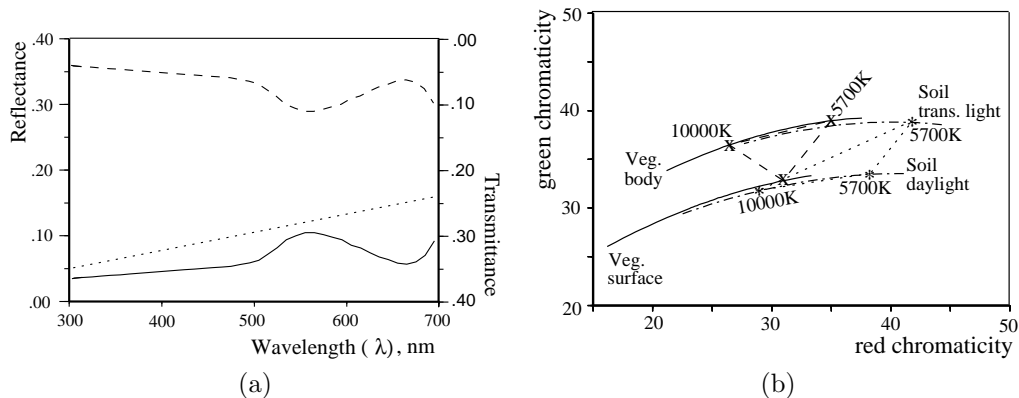 Reflectance
.40
.30
.20
.10
.00
.00
.10
.20
.30
.40
Transmittance
300
400
500
600
700
Wavelength ( λ) , nm
(a)
green chromaticity
50
40
30
20
10000K
5700K
Soil
trans. light
5700K
Veg.
body
10000K
5700K
Soil
daylight
Veg.
surface
20
30
40
50
red chromaticity
(b)